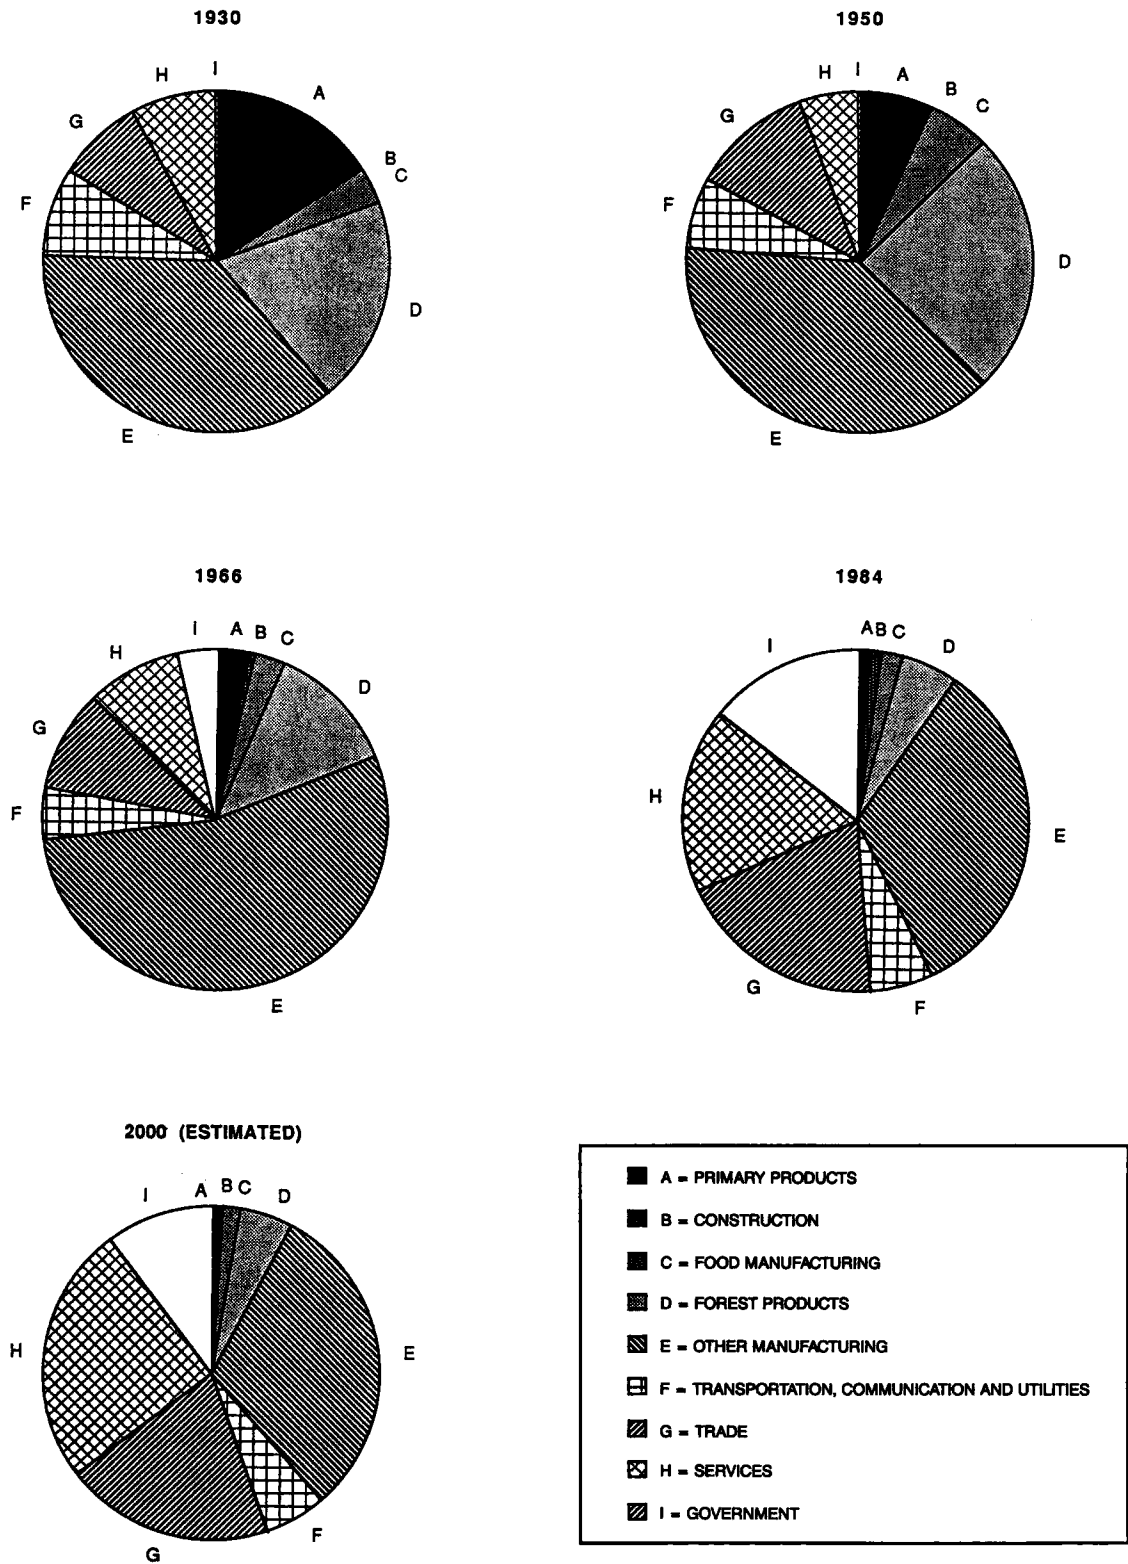 1930
I
H
A
G
B
C
F
D
E
1950
H
I
A
B
C
G
F
D
E
1966
I
A
B
C
H
D
G
F
E
1984
A
B
C
D
I
H
E
G
F
2000 (ESTIMATED)
I
A
B
C
D
H
E
F
G
A = PRIMARY PRODUCTS
B = CONSTRUCTION
C = FOOD MANUFACTURING
D = FOREST PRODUCTS
E = OTHER MANUFACTURING
F = TRANSPORTATION, COMMUNICATION AND UTILITIES
G = TRADE
H = SERVICES
I = GOVERNMENT